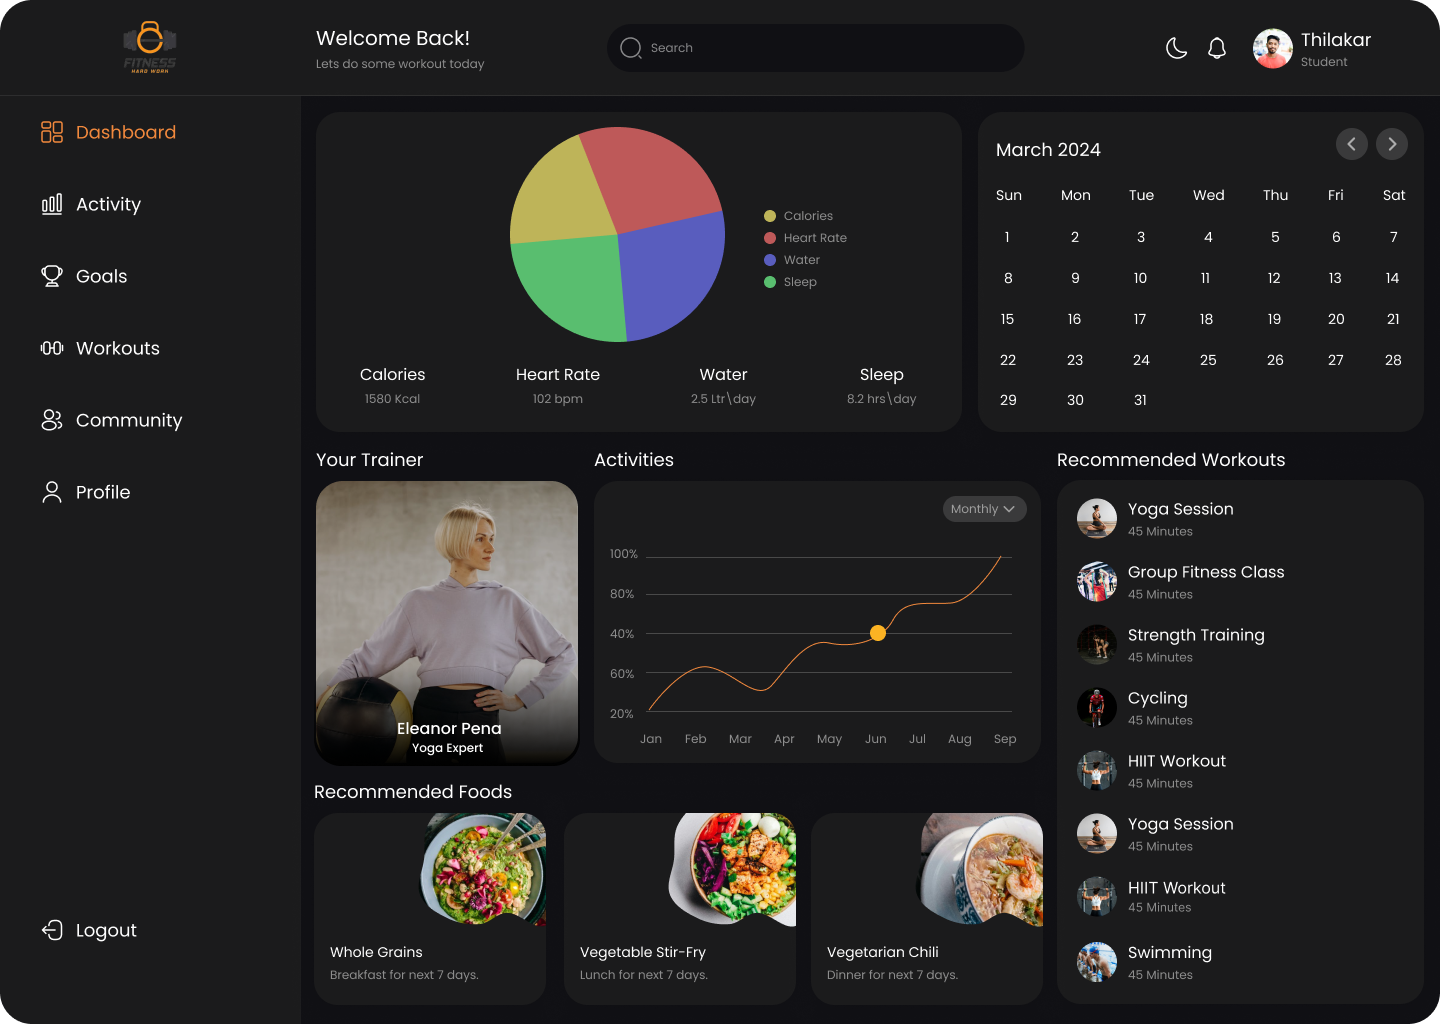 FITNESS
HARD WORK
Welcome Back!
Lets do some workout today
Search
Thilakar
Student
Dashboard
Activity
Goals
Workouts
Community
Profile
Logout
Calories
Heart Rate
Water
Sleep
Calories
1580 Kcal
Heart Rate
102 bpm
Water
2.5 Ltr\day
Sleep
8.2 hrs\day
March 2024
Sun Mon Tue Wed Thu Fri Sat
1 2 3 4 5 6 7
8 9 10 11 12 13 14
15 16 17 18 19 20 21
22 23 24 25 26 27 28
29 30 31
Your Trainer
Eleanor Pena
Yoga Expert
Activities
Monthly
100%
80%
40%
60%
20%
Jan Feb Mar Apr May Jun Jul Aug Sep
Recommended Workouts
Yoga Session
45 Minutes
Group Fitness Class
45 Minutes
Strength Training
45 Minutes
Cycling
45 Minutes
HIIT Workout
45 Minutes
Yoga Session
45 Minutes
HIIT Workout
45 Minutes
Swimming
45 Minutes
Recommended Foods
Whole Grains
Breakfast for next 7 days.
Vegetable Stir-Fry
Lunch for next 7 days.
Vegetarian Chili
Dinner for next 7 days.